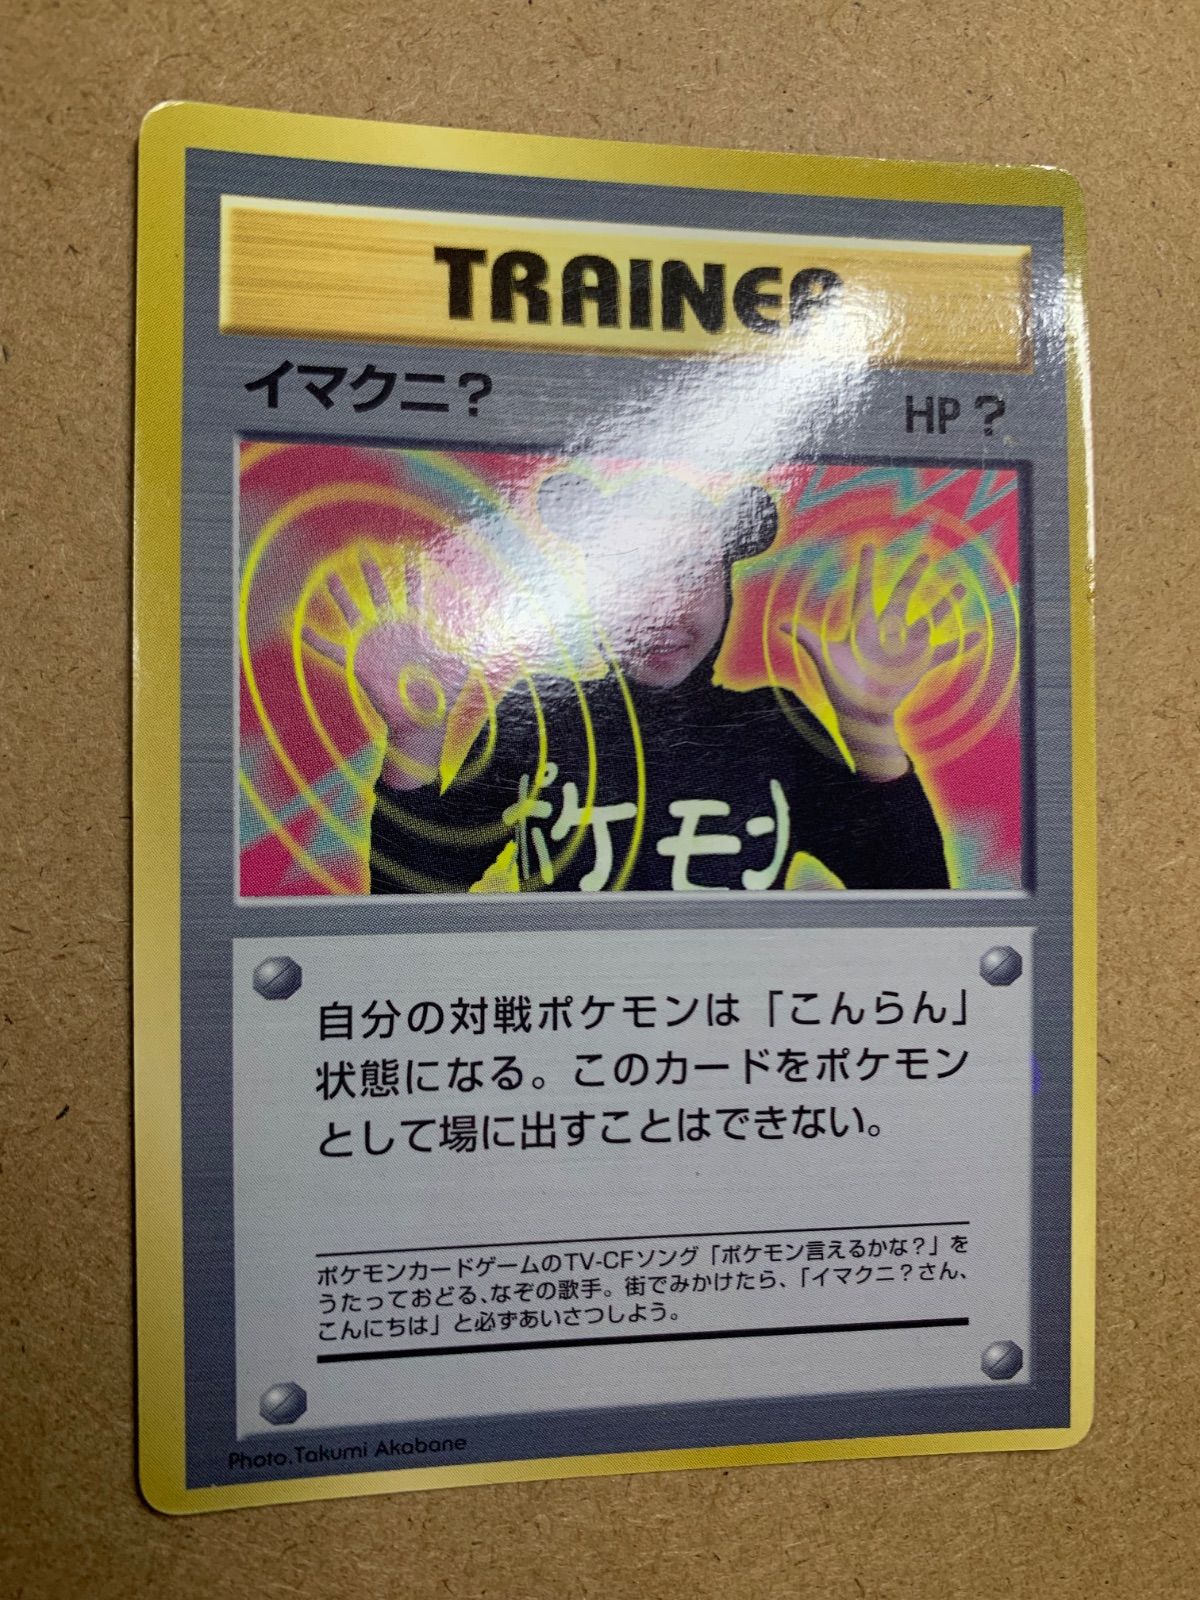 TRAINER
イマクニ?
HP ?
ポケモン
自分の対戦ポケモンは「こんらん」
状態になる。このカードをポケモン
として場に出すことはできない。
ポケモンカードゲームのTV-CFソング「ポケモン言えるかな?」を
うたっておどる、なぞの歌手。街でみかけたら、「イマクニ?さん、
こんにちは」と必ずあいさつしよう。
Photo.Takumi Akabane